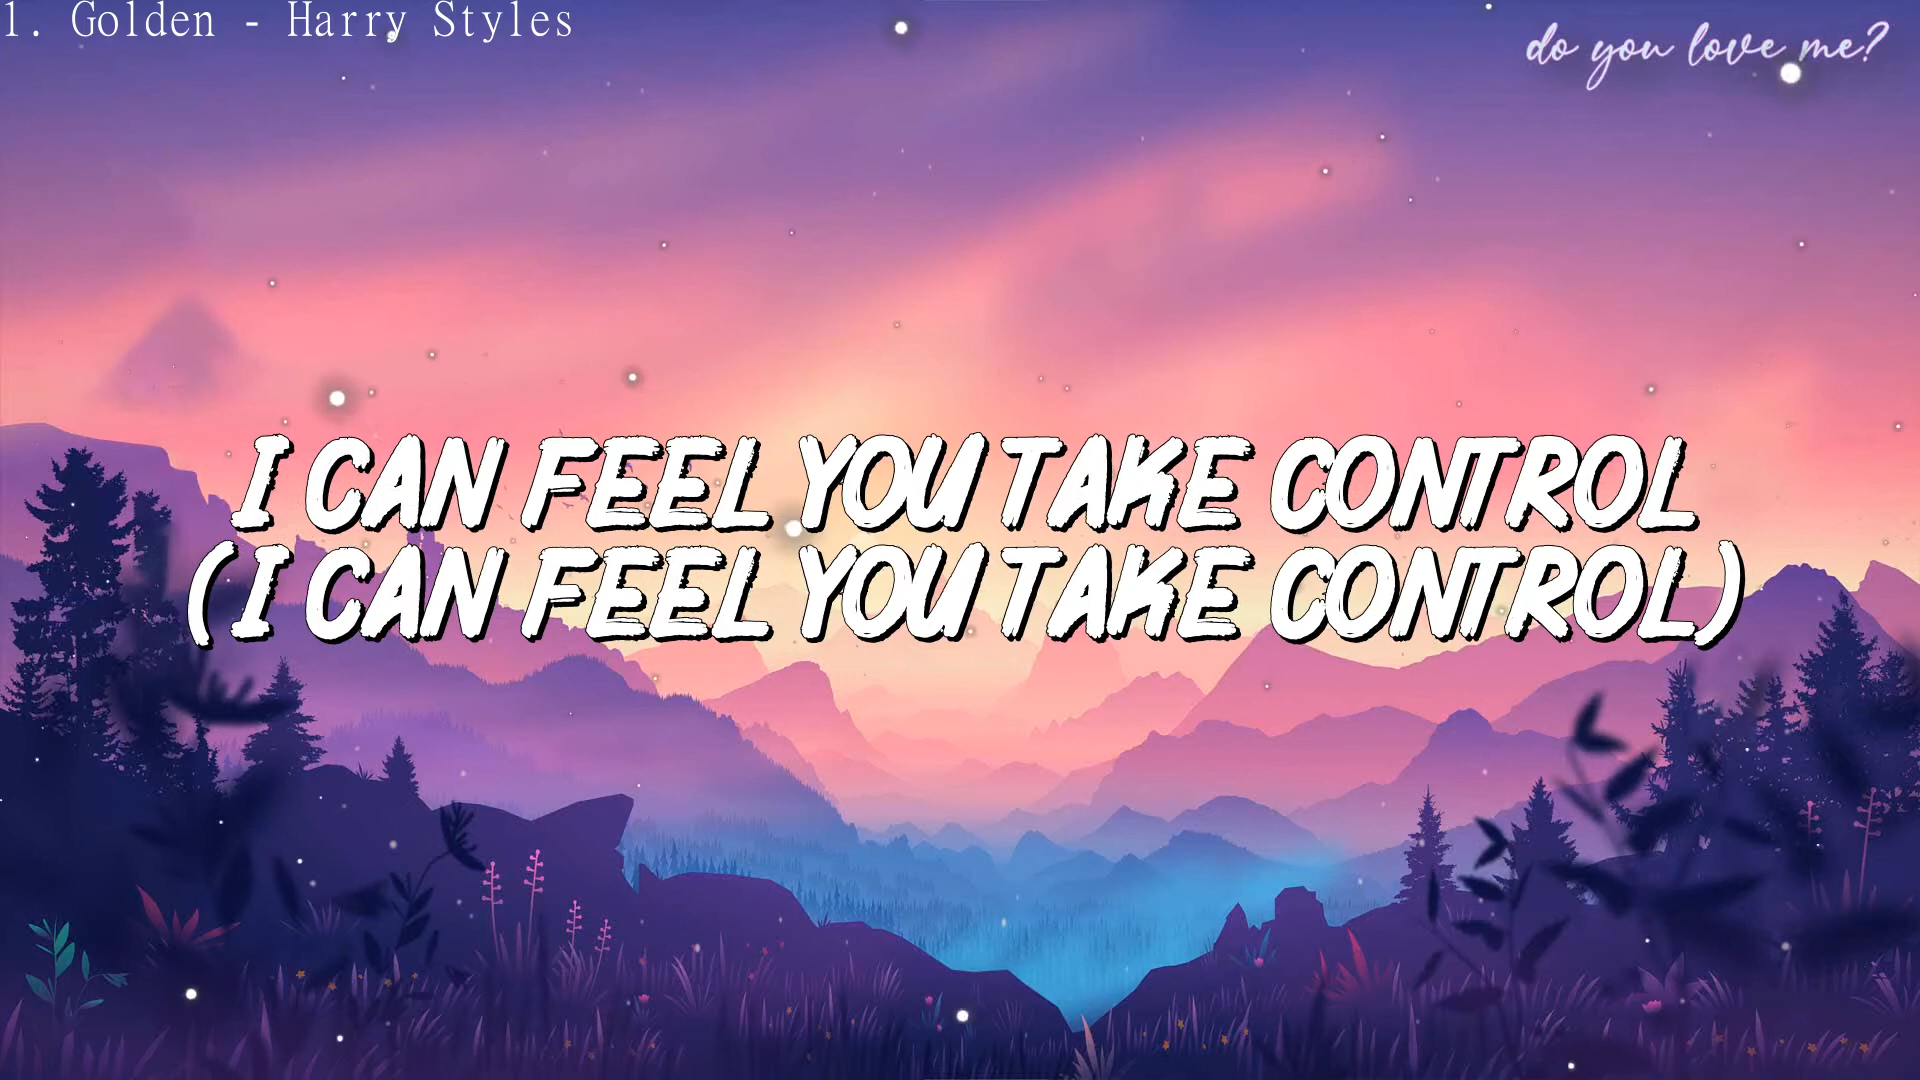 1. Golden - Harry Styles
do you love me?
I CAN FEEL YOU TAKE CONTROL
(I CAN FEEL YOU TAKE CONTROL)